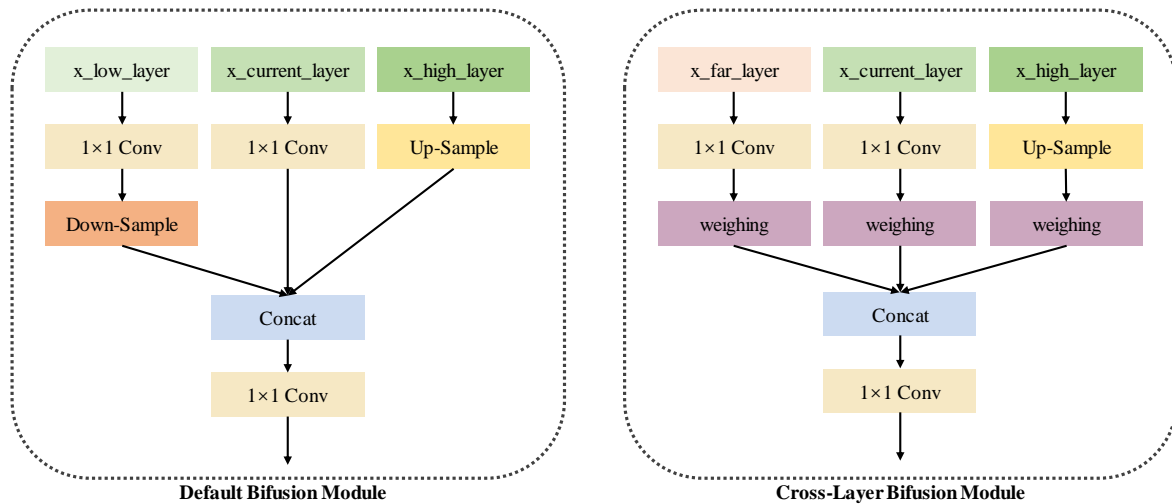 x_low_layer
x_current_layer
x_high_layer
1×1 Conv
1×1 Conv
Up-Sample
Down-Sample
Concat
1×1 Conv
Default Bifusion Module
x_far_layer
x_current_layer
x_high_layer
1×1 Conv
1×1 Conv
Up-Sample
weighing
weighing
weighing
Concat
1×1 Conv
Cross-Layer Bifusion Module